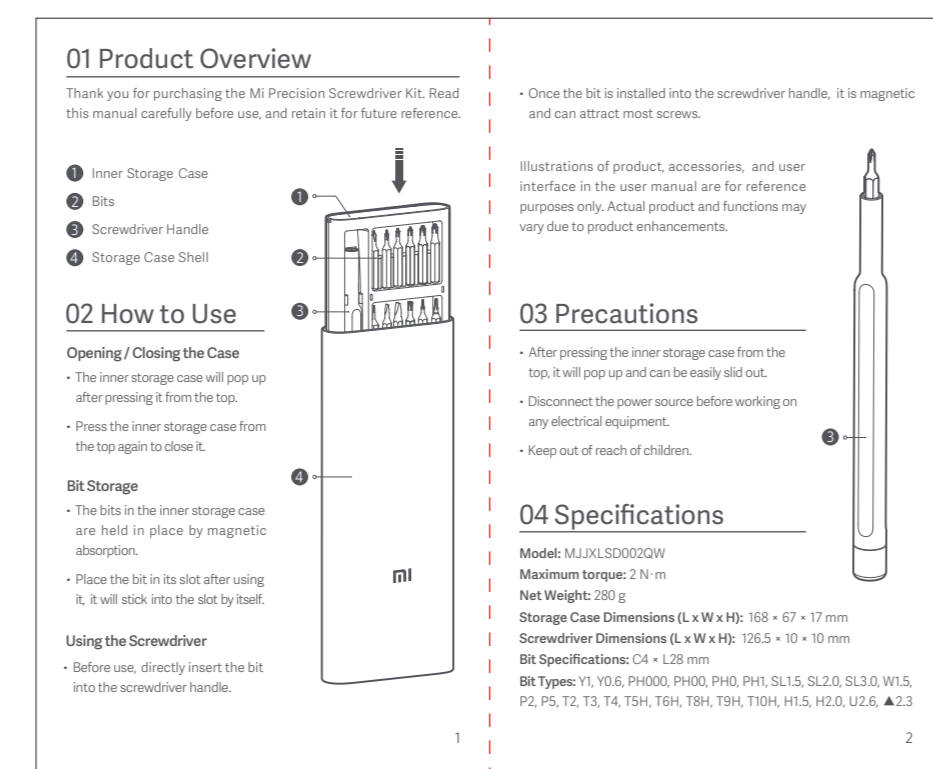 01 Product Overview
Thank you for purchasing the Mi Precision Screwdriver Kit. Read
this manual carefully before use, and retain it for future reference.
1 Inner Storage Case
2 Bits
3 Screwdriver Handle
4 Storage Case Shell
1
2
3
4
mi
02 How to Use
Opening / Closing the Case
• The inner storage case will pop up
after pressing it from the top.
• Press the inner storage case from
the top again to close it.
Bit Storage
• The bits in the inner storage case
are held in place by magnetic
absorption.
• Place the bit in its slot after using
it, it will stick into the slot by itself.
Using the Screwdriver
• Before use, directly insert the bit
into the screwdriver handle.
1
• Once the bit is installed into the screwdriver handle, it is magnetic
and can attract most screws.
Illustrations of product, accessories, and user
interface in the user manual are for reference
purposes only. Actual product and functions may
vary due to product enhancements.
03 Precautions
• After pressing the inner storage case from the
top, it will pop up and can be easily slid out.
• Disconnect the power source before working on
any electrical equipment.
• Keep out of reach of children.
3
04 Specifications
Model: MJJXLSD002QW
Maximum torque: 2 N·m
Net Weight: 280 g
Storage Case Dimensions (L x W x H): 168 × 67 × 17 mm
Screwdriver Dimensions (L x W x H): 126.5 × 10 × 10 mm
Bit Specifications: C4 × L28 mm
Bit Types: Y1, Y0.6, PH000, PH00, PH0, PH1, SL1.5, SL2.0, SL3.0, W1.5,
P2, P5, T2, T3, T4, T5H, T6H, T8H, T9H, T10H, H1.5, H2.0, U2.6, ▲2.3
2